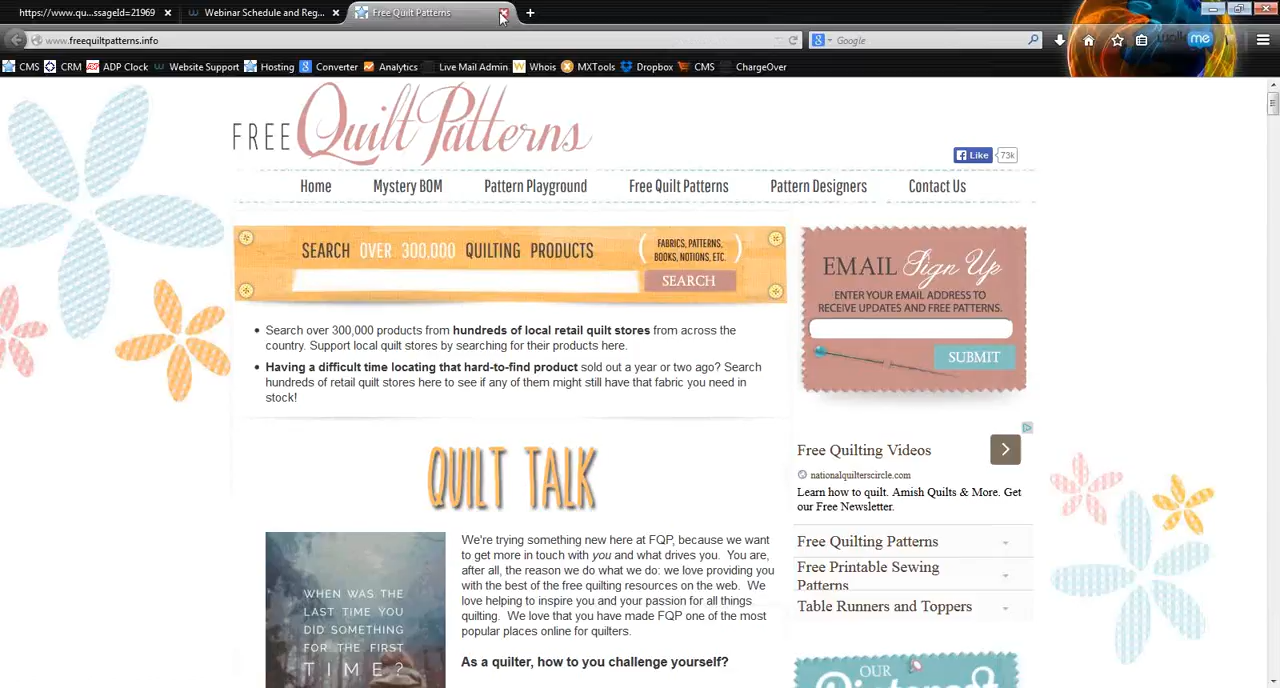 https://www.qu...ssageId=21969
Webinar Schedule and Reg...
Free Quilt Patterns
www.freequiltpatterns.info
Google
me
CMS CRM ADP Clock Website Support Hosting Converter Analytics Live Mail Admin Whois MXTools Dropbox CMS ChargeOver
FREE Quilt Patterns
Like 73k
Home Mystery BOM Pattern Playground Free Quilt Patterns Pattern Designers Contact Us
SEARCH OVER 300,000 QUILTING PRODUCTS
FABRICS, PATTERNS,
BOOKS, NOTIONS, ETC.
SEARCH
• Search over 300,000 products from hundreds of local retail quilt stores from across the
country. Support local quilt stores by searching for their products here.
• Having a difficult time locating that hard-to-find product sold out a year or two ago? Search
hundreds of retail quilt stores here to see if any of them might still have that fabric you need in
stock!
EMAIL Sign Up
ENTER YOUR EMAIL ADDRESS TO
RECEIVE UPDATES AND FREE PATTERNS.
SUBMIT
QUILT TALK
WHEN WAS THE
LAST TIME YOU
DID SOMETHING
FOR THE FIRST
TIME?
We're trying something new here at FQP, because we want
to get more in touch with you and what drives you. You are,
after all, the reason we do what we do: we love providing you
with the best of the free quilting resources on the web. We
love helping to inspire you and your passion for all things
quilting. We love that you have made FQP one of the most
popular places online for quilters.
As a quilter, how to you challenge yourself?
Free Quilting Videos
nationalquilterscircle.com
Learn how to quilt. Amish Quilts & More. Get
our Free Newsletter.
Free Quilting Patterns
Free Printable Sewing
Patterns
Table Runners and Toppers
OUR
Pinterest